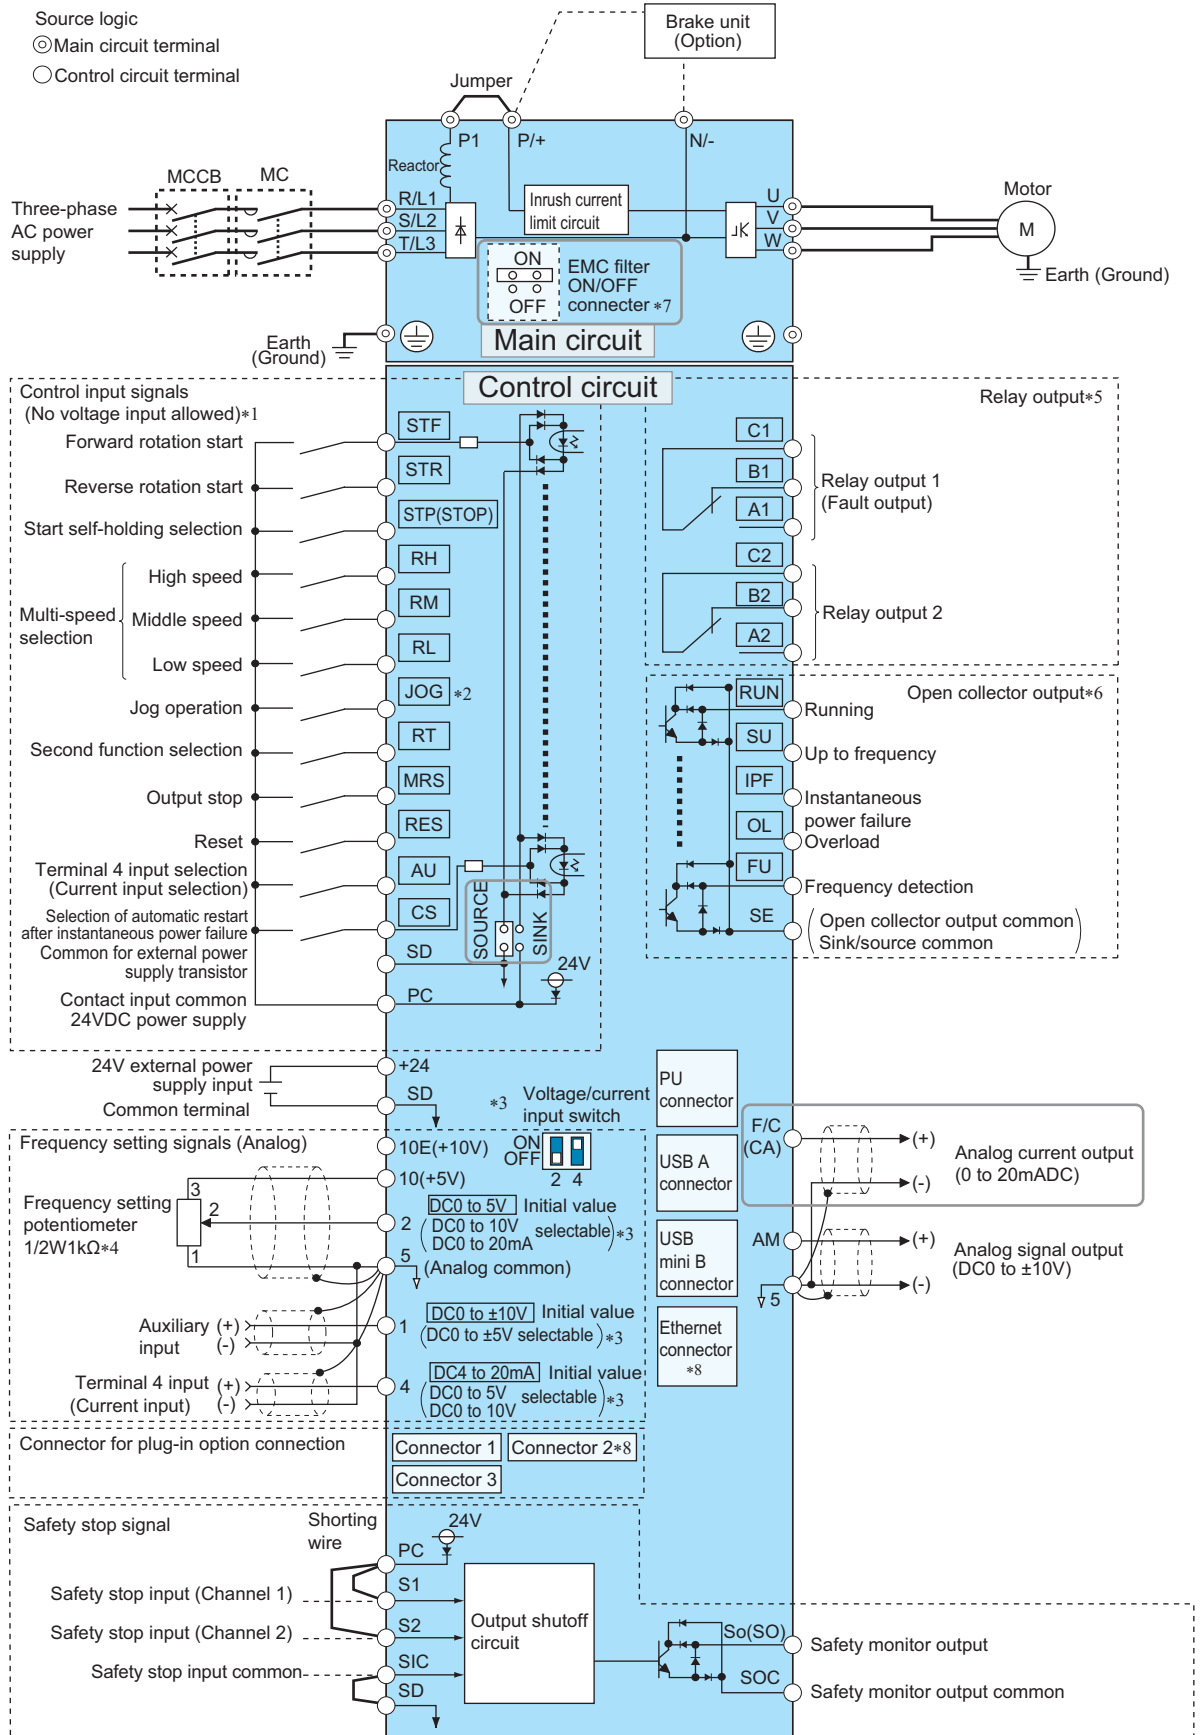 Source logic
Main circuit terminal
Control circuit terminal
Brake unit
(Option)
Jumper
P1
P/+
N/-
Reactor
MCCB
MC
Three-phase
AC power
supply
R/L1
S/L2
T/L3
Inrush current
limit circuit
U
V
W
Motor
M
Earth (Ground)
ON
OFF
EMC filter
ON/OFF
connecter *7
Main circuit
Earth
(Ground)
Control circuit
Control input signals
(No voltage input allowed)*1
Forward rotation start
STF
Reverse rotation start
STR
Start self-holding selection
STP(STOP)
Multi-speed
selection
High speed
RH
Middle speed
RM
Low speed
RL
Jog operation
JOG *2
Second function selection
RT
Output stop
MRS
Reset
RES
Terminal 4 input selection
(Current input selection)
AU
Selection of automatic restart
after instantaneous power failure
CS
Common for external power
supply transistor
SD
Contact input common
24VDC power supply
PC
SOURCE
SINK
24V
Relay output*5
C1
B1
A1
Relay output 1
(Fault output)
C2
B2
A2
Relay output 2
Open collector output*6
RUN
Running
SU
Up to frequency
IPF
Instantaneous
power failure
OL
Overload
FU
Frequency detection
SE
(Open collector output common
Sink/source common)
24V external power
supply input
+24
Common terminal
SD
*3 Voltage/current
input switch
ON
OFF
2 4
Frequency setting signals (Analog)
10E(+10V)
10(+5V)
Frequency setting
potentiometer
1/2W1kΩ*4
3
2
1
2
DC0 to 5V Initial value
(DC0 to 10V
DC0 to 20mA selectable)*3
5
(Analog common)
Auxiliary
input
(+)
(-)
1
DC0 to ±10V Initial value
(DC0 to ±5V selectable)*3
Terminal 4 input
(Current input)
(+)
(-)
4
DC4 to 20mA Initial value
(DC0 to 5V
DC0 to 10V selectable)*3
PU
connector
USB A
connector
USB
mini B
connector
Ethernet
connector
*8
F/C
(CA)
(+)
(-)
Analog current output
(0 to 20mADC)
AM
5
(+)
(-)
Analog signal output
(DC0 to ±10V)
Connector for plug-in option connection
Connector 1
Connector 2*8
Connector 3
Safety stop signal
Shorting
wire
24V
PC
Safety stop input (Channel 1)
S1
Safety stop input (Channel 2)
S2
Safety stop input common
SIC
SD
Output shutoff
circuit
So(SO)
Safety monitor output
SOC
Safety monitor output common